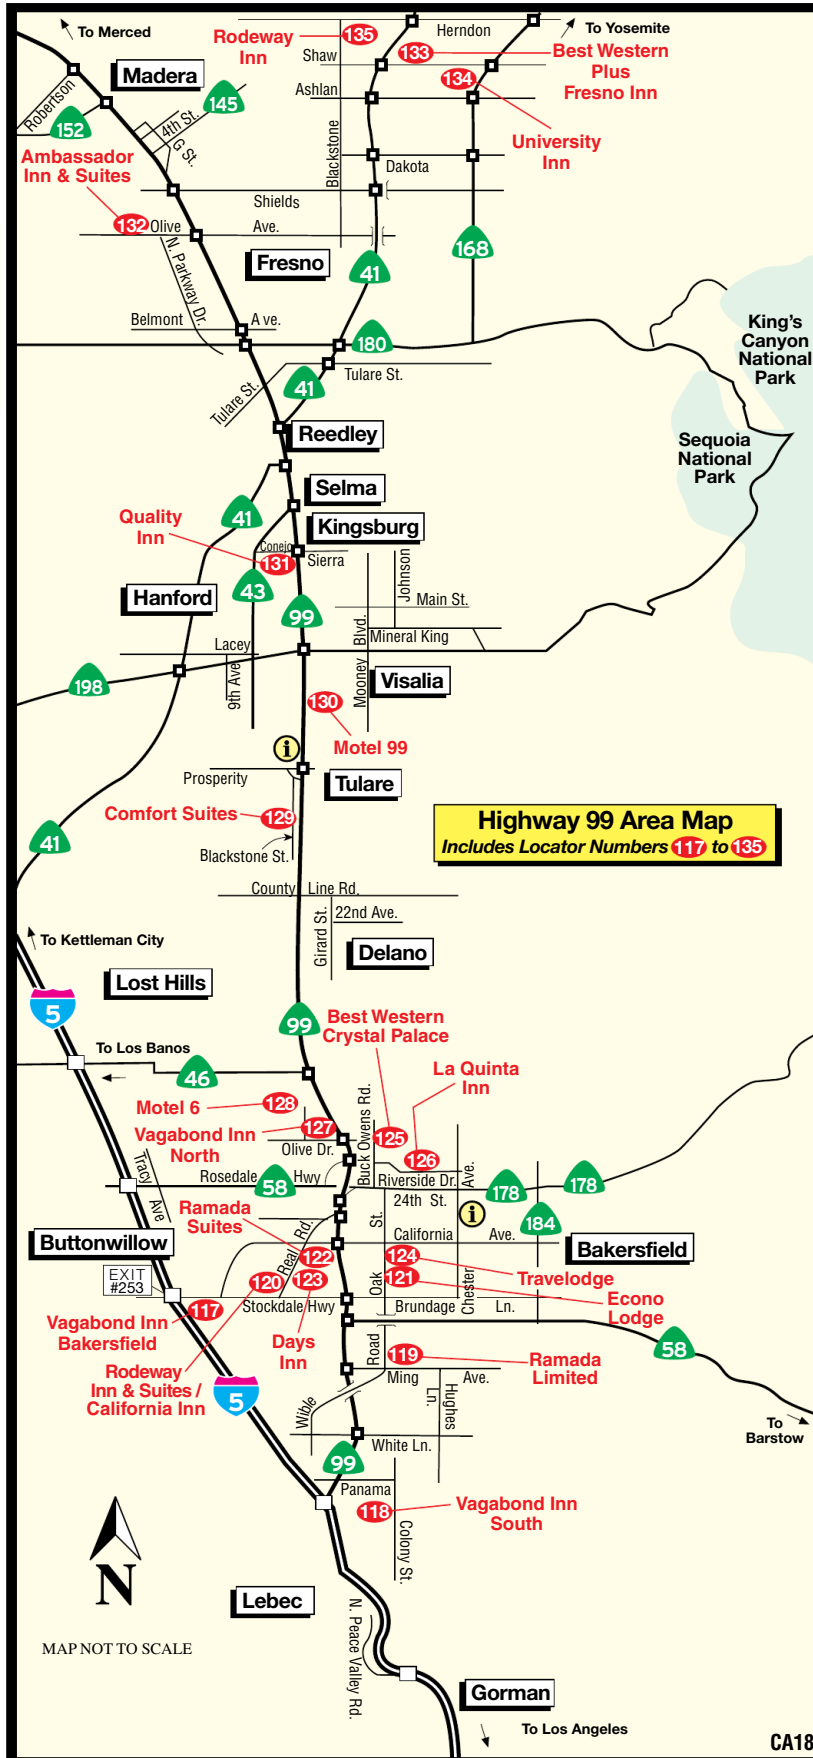 To Merced
Rodeway
Inn
135
Herndon
To Yosemite
Shaw
133
Best Western
Plus
Fresno Inn
Madera
134
Robertson
145
Ashlan
152
4th St.
G St.
University
Inn
Ambassador
Inn & Suites
Blackstone
Dakota
Shields
132
Olive
Ave.
N. Parkway Dr.
Fresno
41
168
Belmont
Ave.
180
King's
Canyon
National
Park
Tulare St.
Tulare St.
41
Reedley
Sequoia
National
Park
Selma
41
Quality
Inn
Kingsburg
Conejo
131
Sierra
Johnson
Hanford
43
99
Main St.
Blvd.
Mineral King
Lacey
198
9th Ave
Mooney
Visalia
130
Motel 99
i
Prosperity
Tulare
Comfort Suites
129
Highway 99 Area Map
Includes Locator Numbers 117 to 135
41
Blackstone St.
County Line Rd.
Girard St.
22nd Ave.
To Kettleman City
Delano
Lost Hills
5
99
Best Western
Crystal Palace
To Los Banos
46
La Quinta
Inn
Motel 6
128
Buck Owens Rd.
Vagabond Inn
North
127
125
Olive Dr.
126
Tracy
Ave
Rosedale
58
Hwy
Riverside Dr.
Ave.
24th St.
178
178
Ramada
Suites
i
184
Real Rd.
St.
California
Ave.
Buttonwillow
Bakersfield
122
124
Travelodge
EXIT
#253
120
123
Oak
121
Chester
Econo
Lodge
117
Stockdale Hwy
Brundage
Ln.
Vagabond Inn
Bakersfield
Days
Inn
58
Road
119
Ramada
Limited
Rodeway
Inn & Suites /
California Inn
Ming
Ave.
5
Wible
Hughes
Ln.
To
Barstow
White Ln.
99
Panama
118
Vagabond Inn
South
Colony St.
N
Lebec
N. Peace Valley Rd.
MAP NOT TO SCALE
Gorman
To Los Angeles
CA18